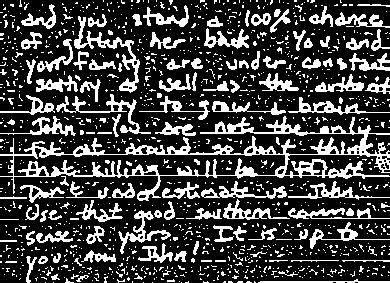 and you stand a 100% chance
of getting her back. You and
your family are under constant
scutiny as well as the authorit
Don't try to grow a brain
John. You are not the only
fat cat around so don't think
that killing will be difficult
Don't underestimate us John.
Use that good southern common
sense of yours. It is up to
you now John!